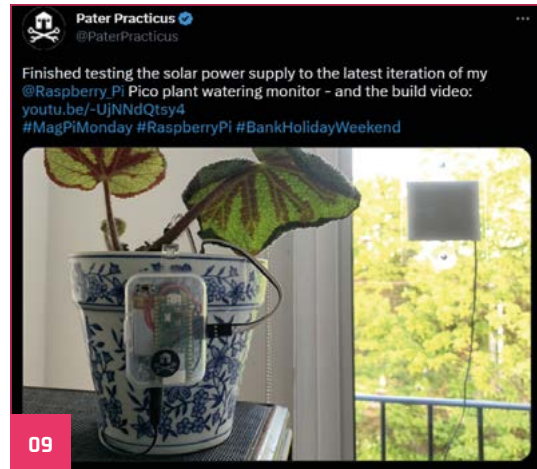 Pater Practicus
@PaterPracticus
Finished testing the solar power supply to the latest iteration of my
@Raspberry_Pi Pico plant watering monitor - and the build video:
youtu.be/-UjNNdQtsy4
#MagPiMonday #RaspberryPi #BankHolidayWeekend
09